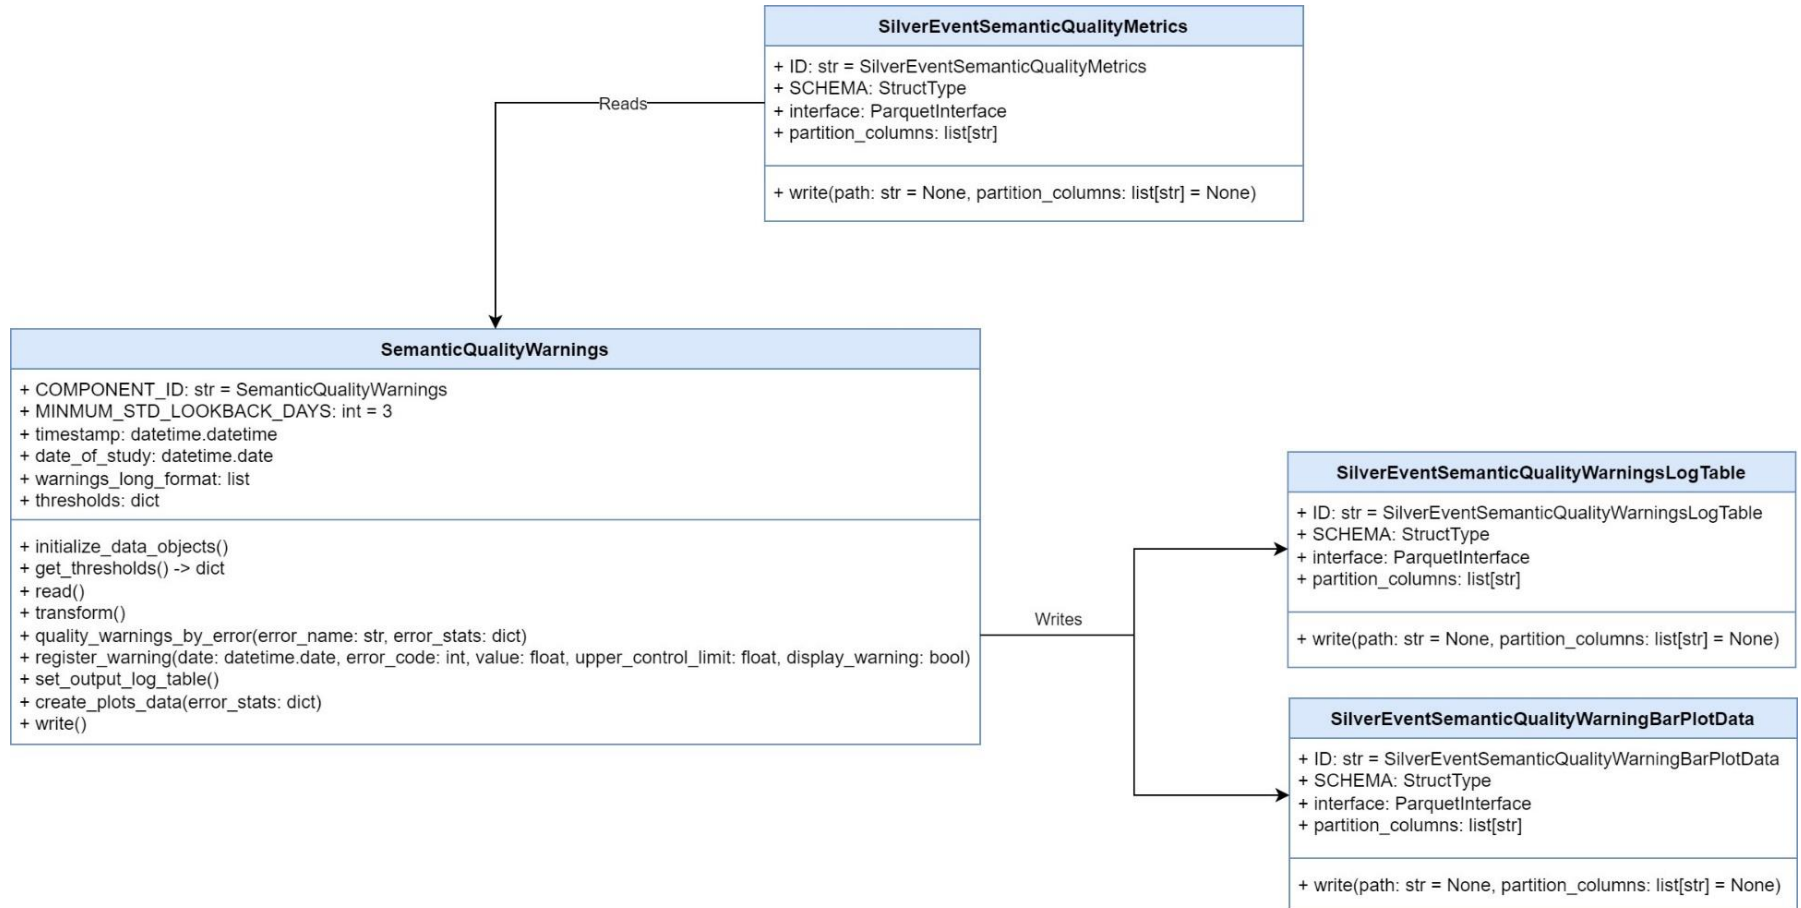 SilverEventSemanticQualityMetrics
+ ID: str = SilverEventSemanticQualityMetrics
+ SCHEMA: StructType
+ interface: ParquetInterface
+ partition_columns: list[str]
+ write(path: str = None, partition_columns: list[str] = None)
Reads
SemanticQualityWarnings
+ COMPONENT_ID: str = SemanticQualityWarnings
+ MINMUM_STD_LOOKBACK_DAYS: int = 3
+ timestamp: datetime.datetime
+ date_of_study: datetime.date
+ warnings_long_format: list
+ thresholds: dict
+ initialize_data_objects()
+ get_thresholds() -> dict
+ read()
+ transform()
+ quality_warnings_by_error(error_name: str, error_stats: dict)
+ register_warning(date: datetime.date, error_code: int, value: float, upper_control_limit: float, display_warning: bool)
+ set_output_log_table()
+ create_plots_data(error_stats: dict)
+ write()
Writes
SilverEventSemanticQualityWarningsLogTable
+ ID: str = SilverEventSemanticQualityWarningsLogTable
+ SCHEMA: StructType
+ interface: ParquetInterface
+ partition_columns: list[str]
+ write(path: str = None, partition_columns: list[str] = None)
SilverEventSemanticQualityWarningBarPlotData
+ ID: str = SilverEventSemanticQualityWarningBarPlotData
+ SCHEMA: StructType
+ interface: ParquetInterface
+ partition_columns: list[str]
+ write(path: str = None, partition_columns: list[str] = None)